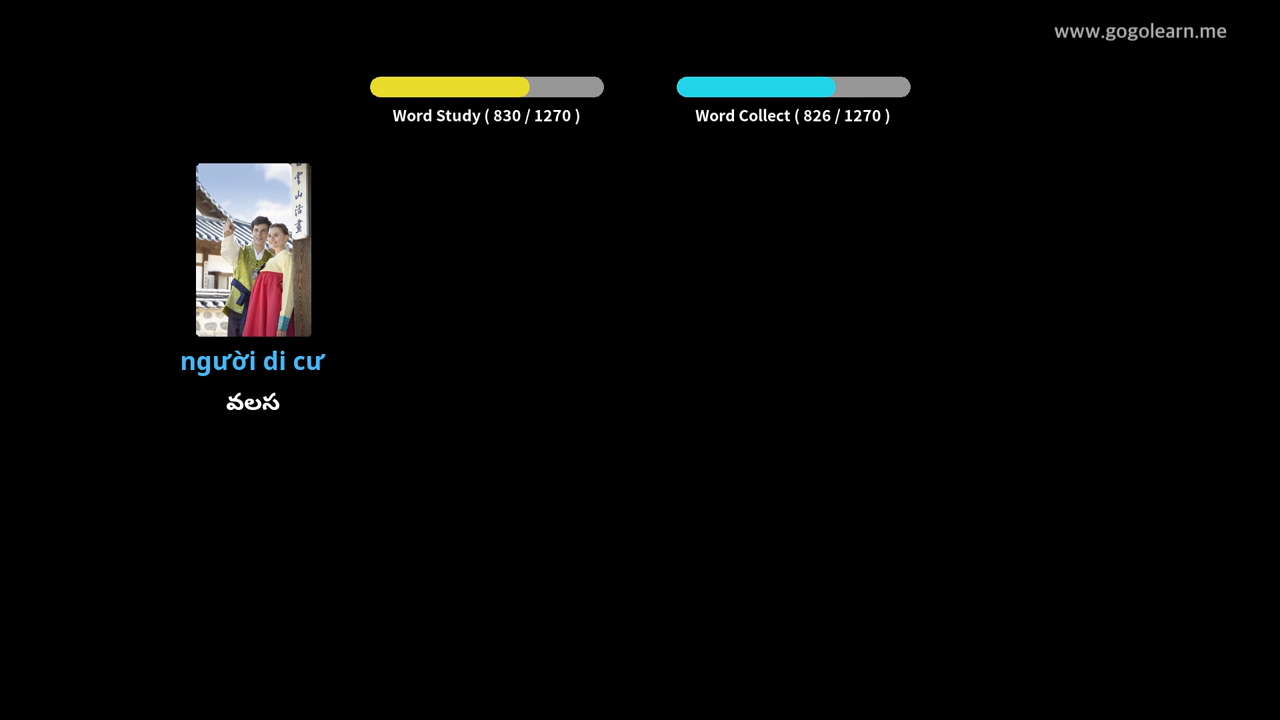 www.gogolearn.me
Word Study ( 830 / 1270 )
Word Collect ( 826 / 1270 )
người di cư
వలస